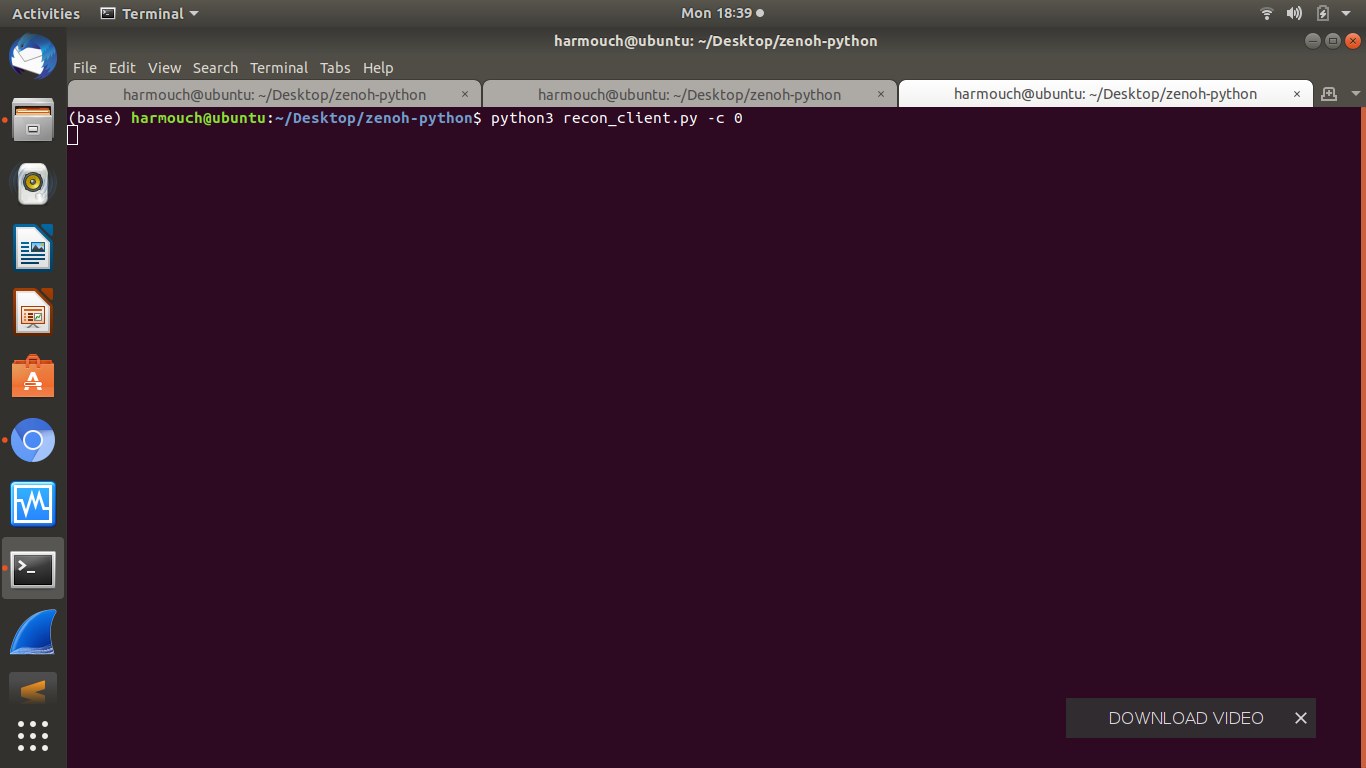 Activities Terminal Mon 18:39
harmouch@ubuntu: ~/Desktop/zenoh-python
File Edit View Search Terminal Tabs Help
harmouch@ubuntu: ~/Desktop/zenoh-python × harmouch@ubuntu: ~/Desktop/zenoh-python × harmouch@ubuntu: ~/Desktop/zenoh-python ×
(base) harmouch@ubuntu:~/Desktop/zenoh-python$ python3 recon_client.py -c 0
DOWNLOAD VIDEO ×